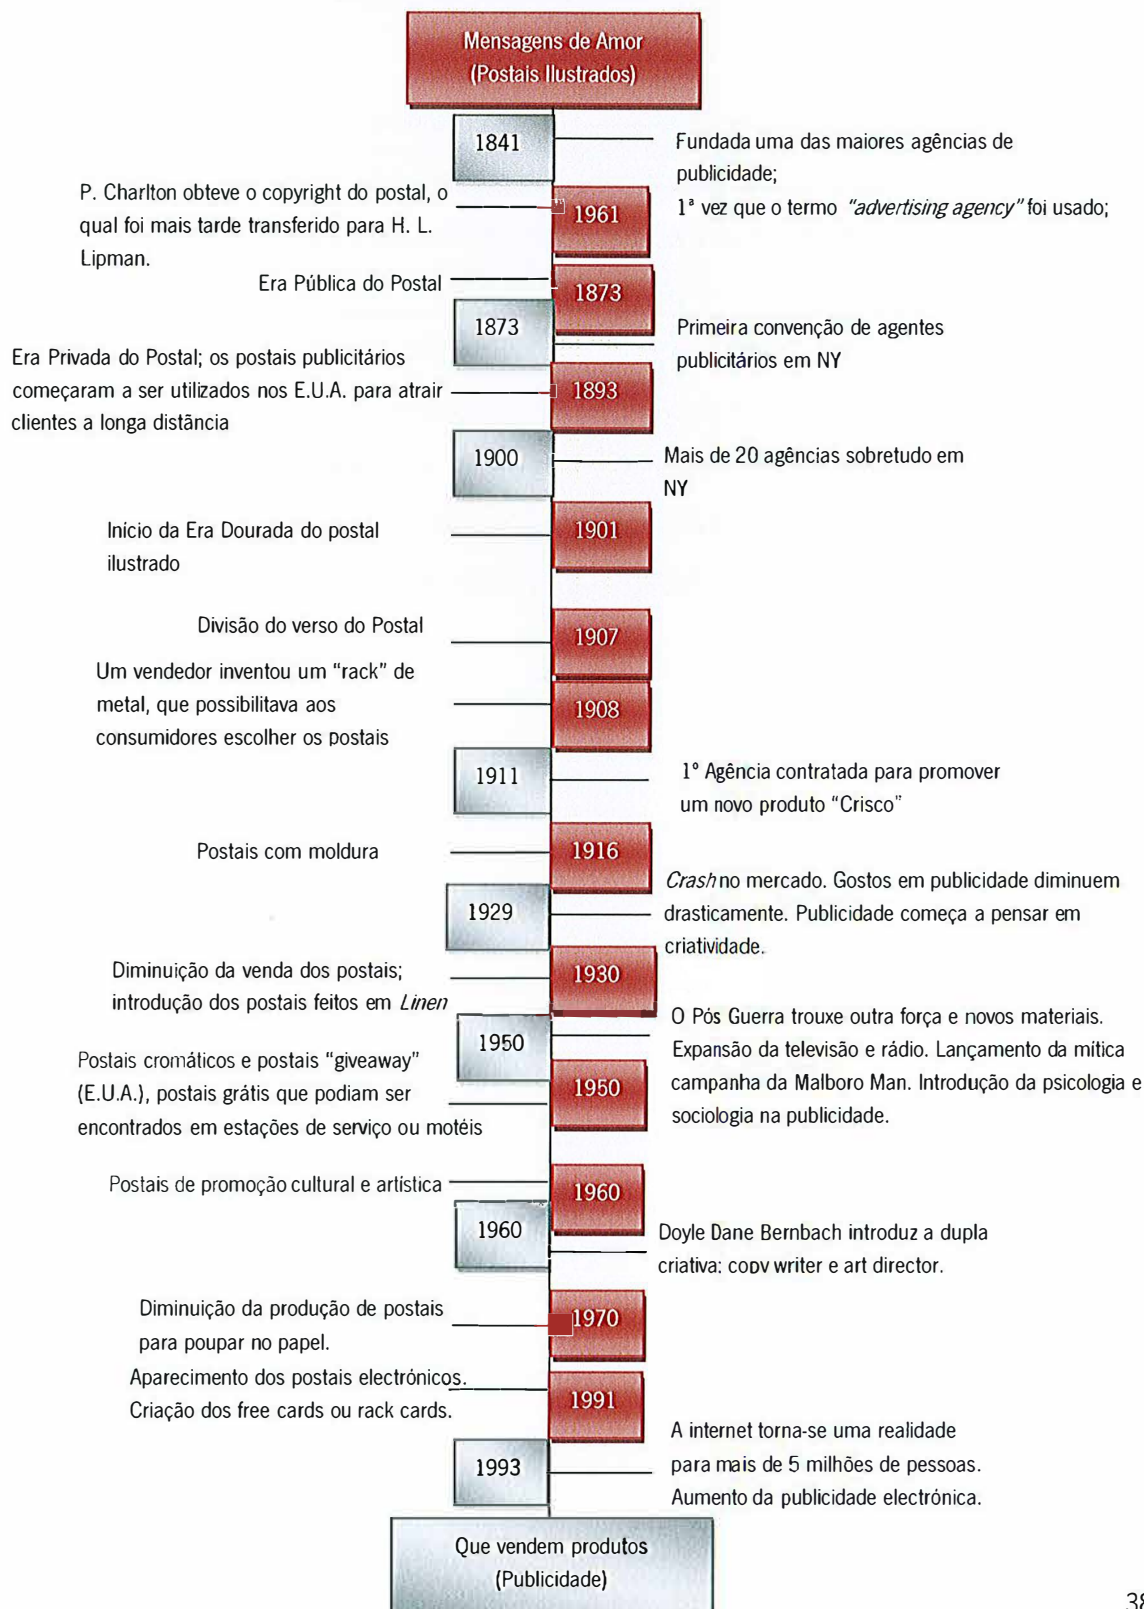 Mensagens de Amor
(Postais Ilustrados)
1841
Fundada uma das maiores agências de
publicidade;
1ª vez que o termo "advertising agency" foi usado;
P. Charlton obteve o copyright do postal, o
qual foi mais tarde transferido para H. L.
Lipman.
1961
Era Pública do Postal
1873
1873
Primeira convenção de agentes
publicitários em NY
Era Privada do Postal; os postais publicitários
começaram a ser utilizados nos E.U.A. para atrair
clientes a longa distância
1893
1900
Mais de 20 agências sobretudo em
NY
Início da Era Dourada do postal
ilustrado
1901
Divisão do verso do Postal
1907
Um vendedor inventou um "rack" de
metal, que possibilitava aos
consumidores escolher os postais
1908
1911
1º Agência contratada para promover
um novo produto "Crisco"
Postais com moldura
1916
1929
Crash no mercado. Gostos em publicidade diminuem
drasticamente. Publicidade começa a pensar em
criatividade.
Diminuição da venda dos postais;
introdução dos postais feitos em Linen
1930
1950
O Pós Guerra trouxe outra força e novos materiais.
Expansão da televisão e rádio. Lançamento da mítica
campanha da Malboro Man. Introdução da psicologia e
sociologia na publicidade.
Postais cromáticos e postais "giveaway"
(E.U.A.), postais grátis que podiam ser
encontrados em estações de serviço ou motéis
1950
Postais de promoção cultural e artística
1960
1960
Doyle Dane Bernbach introduz a dupla
criativa: copy writer e art director.
Diminuição da produção de postais
para poupar no papel.
1970
Aparecimento dos postais electrónicos.
Criação dos free cards ou rack cards.
1991
1993
A internet torna-se uma realidade
para mais de 5 milhões de pessoas.
Aumento da publicidade electrónica.
Que vendem produtos
(Publicidade)
38